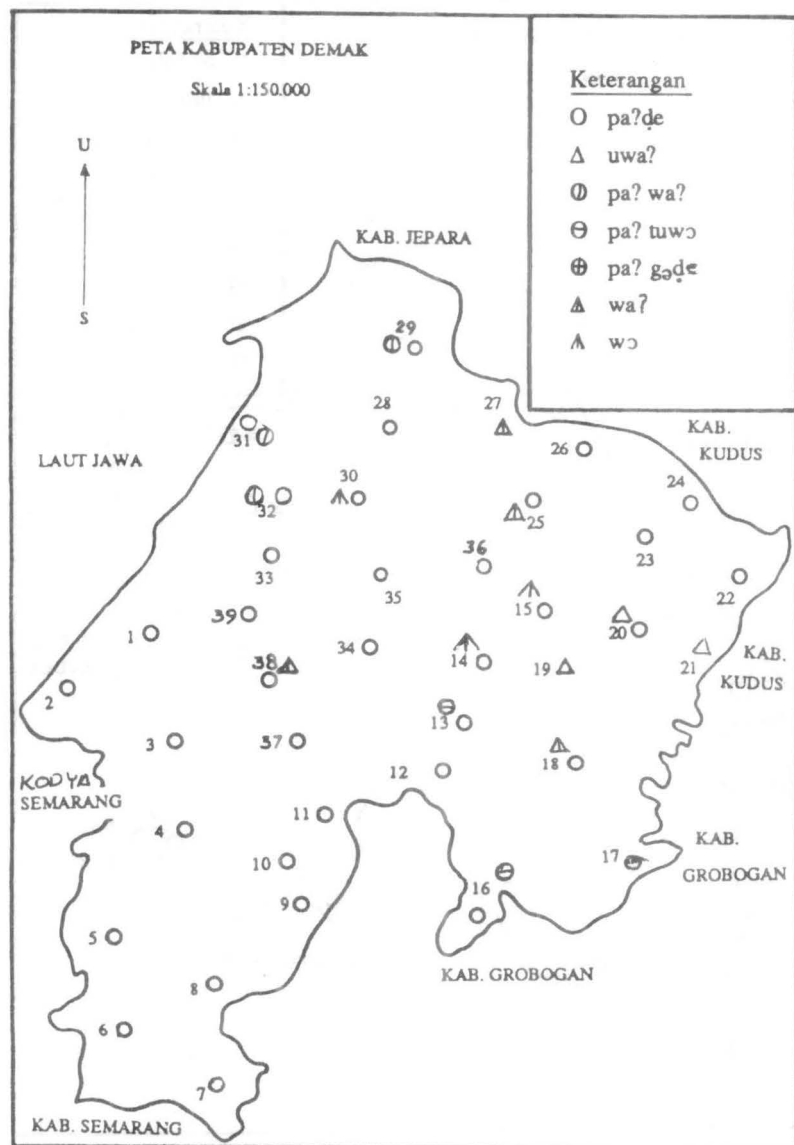 PETA KABUPATEN DEMAK
Skala 1:150.000
U
S
Keterangan
pa?ḍe
uwa?
pa? wa?
pa? tuwɔ
pa? gəḍe
wa?
wɔ
KAB. JEPARA
LAUT JAWA
KAB.
KUDUS
KAB.
KUDUS
KODYA
SEMARANG
KAB.
GROBOGAN
KAB. GROBOGAN
KAB. SEMARANG
29
28
27
26
31
30
24
32
25
23
36
33
35
22
39
15
20
1
34
38
14
19
21
2
13
3
37
12
18
11
4
10
17
16
9
5
8
6
7